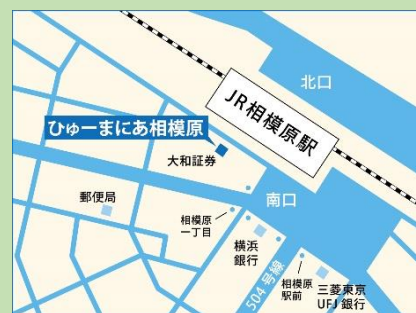 北口
JR相模原駅
ひゅーまにあ相模原
大和証券
南口
郵便局
相模原
一丁目
横浜
銀行
504号線
相模原
駅前
三菱東京
UFJ 銀行